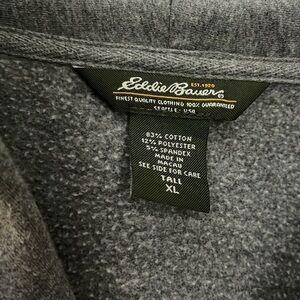 EST. 1920
Eddie Bauer®
FINEST QUALITY CLOTHING 100% GUARANTEED
SEATTLE · USA
83% COTTON
12% POLYESTER
5% SPANDEX
MADE IN
MACAU
SEE SIDE FOR CARE
TALL
XL